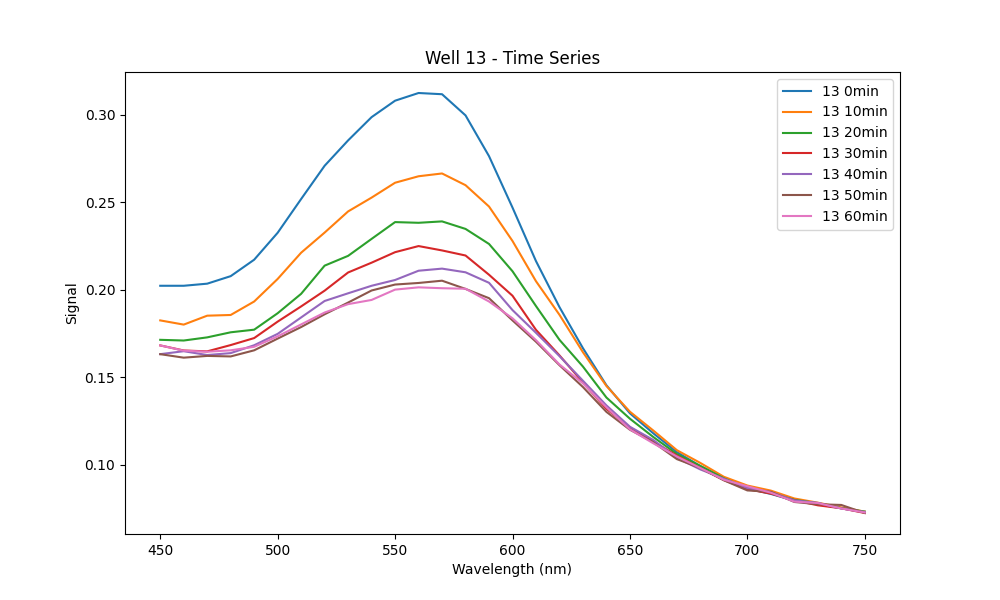 Well 13 - Time Series
13 0min
13 10min
13 20min
13 30min
13 40min
13 50min
13 60min
Signal
0.30
0.25
0.20
0.15
0.10
450 500 550 600 650 700 750
Wavelength (nm)